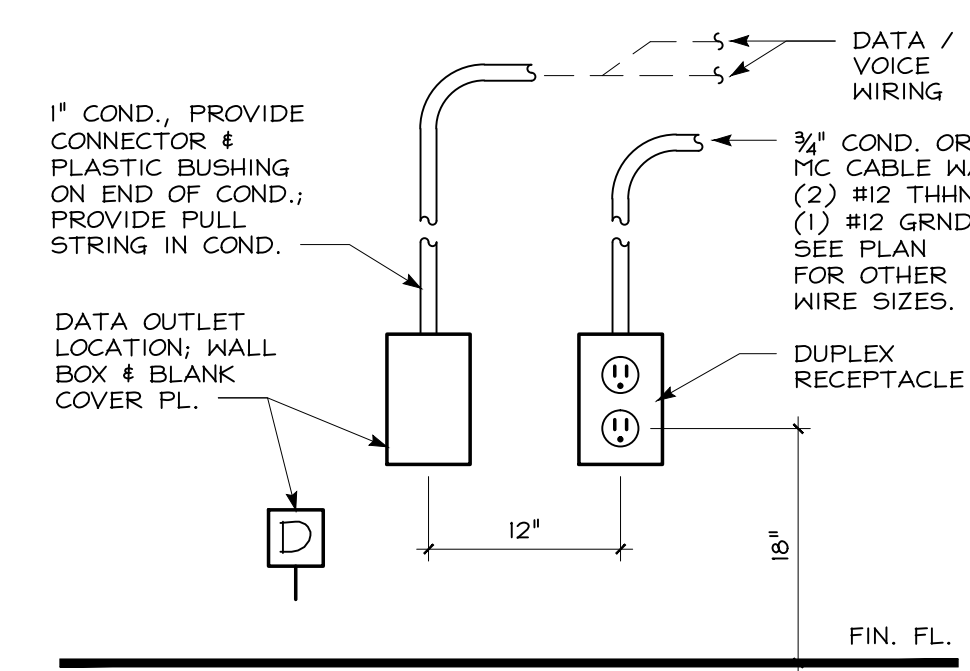 DATA /
VOICE
WIRING
1" COND., PROVIDE
CONNECTOR &
PLASTIC BUSHING
ON END OF COND.;
PROVIDE PULL
STRING IN COND.
3/4" COND. OR
MC CABLE
(2) #12 THHN
(1) #12 GRND
SEE PLAN
FOR OTHER
WIRE SIZES.
DATA OUTLET
LOCATION; WALL
BOX & BLANK
COVER PL.
DUPLEX
RECEPTACLE
12"
D
18"
FIN. FL.